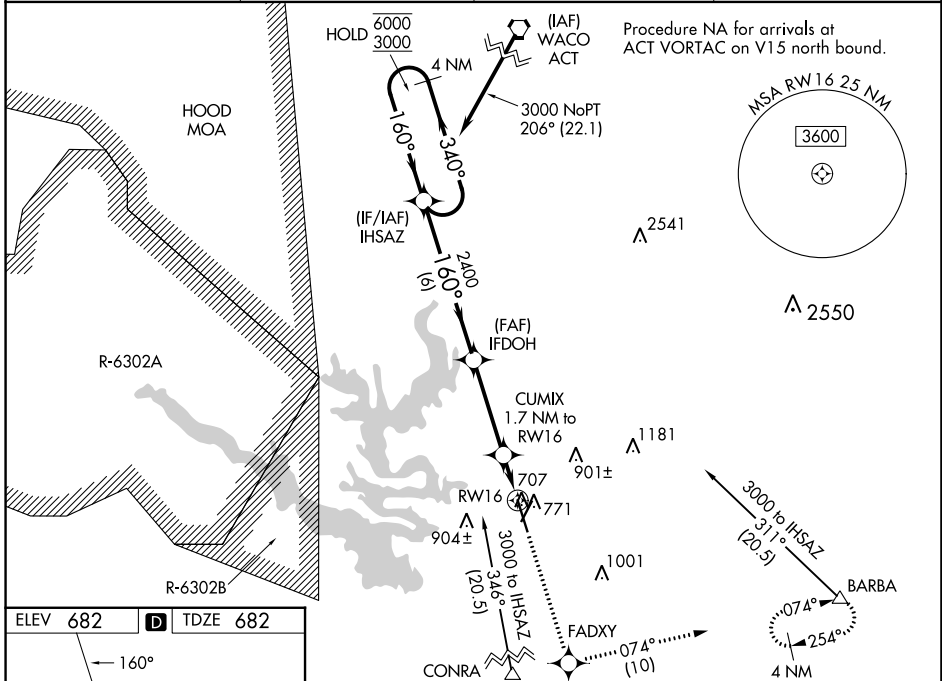 HOLD 6000
3000
4 NM
(IAF)
WACO
ACT
3000 NoPT
206° (22.1)
Procedure NA for arrivals at
ACT VORTAC on V15 north bound.
MSA RW16 25 NM
3600
HOOD
MOA
160°
340°
(IF/IAF)
IHSAZ
2400
160°
(6)
2541
2550
(FAF)
IFDOH
R-6302A
CUMIX
1.7 NM to
RW16
1181
901±
707
RW16
771
904±
3000 to IHSAZ
346°
(20.5)
1001
3000 to IHSAZ
311°
(20.5)
BARBA
074°
254°
4 NM
R-6302B
FADXY
074°
(10)
CONRA
ELEV 682 D TDZE 682
160°